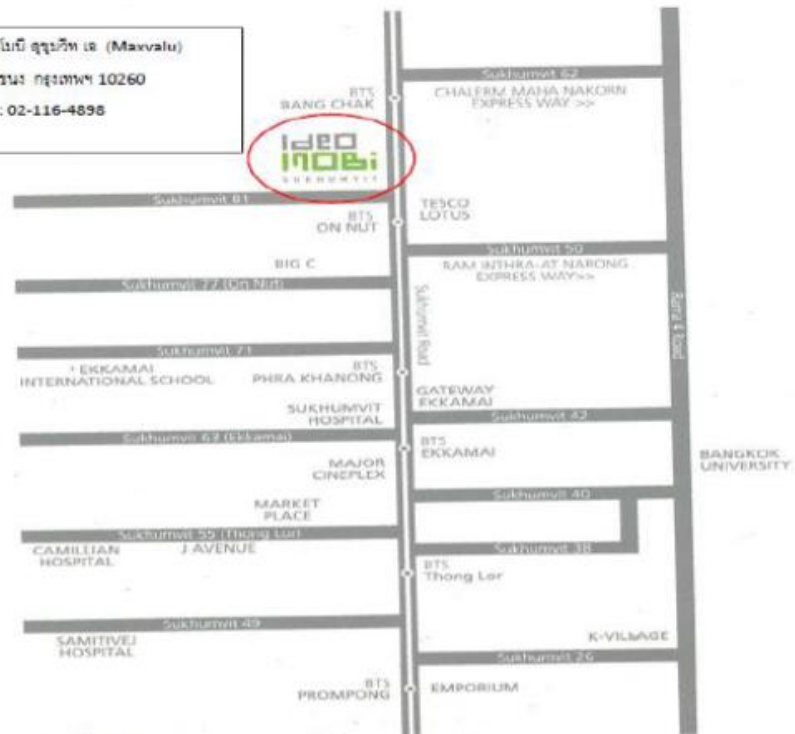 โมบี สุขุมวิท เอ (Maxvalu)
กรุงเทพฯ 10260
: 02-116-4898
BTS
BANG CHAK
Sukhumvit 62
CHALERM MAHA NAKORN
EXPRESS WAY >>
IDEO
MOBi
SUKHUMVIT
Sukhumvit 81
TESCO
LOTUS
BTS
ON NUT
Sukhumvit 50
BIG C
RAM INTHRA-AT NARONG
EXPRESS WAY>>
Sukhumvit 77 (On Nut)
Sukhumvit Road
Rama 4 Road
Sukhumvit 71
EKKAMAI
INTERNATIONAL SCHOOL
BTS
PHRA KHANONG
GATEWAY
EKKAMAI
SUKHUMVIT
HOSPITAL
Sukhumvit 42
Sukhumvit 63 (Ekkamai)
BTS
EKKAMAI
BANGKOK
UNIVERSITY
MAJOR
CINEPLEX
Sukhumvit 40
MARKET
PLACE
Sukhumvit 55 (Thong Lor)
CAMILLIAN
HOSPITAL
J AVENUE
Sukhumvit 38
BTS
Thong Lor
Sukhumvit 49
SAMITIVEJ
HOSPITAL
K-VILLAGE
Sukhumvit 26
BTS
PROMPONG
EMPORIUM